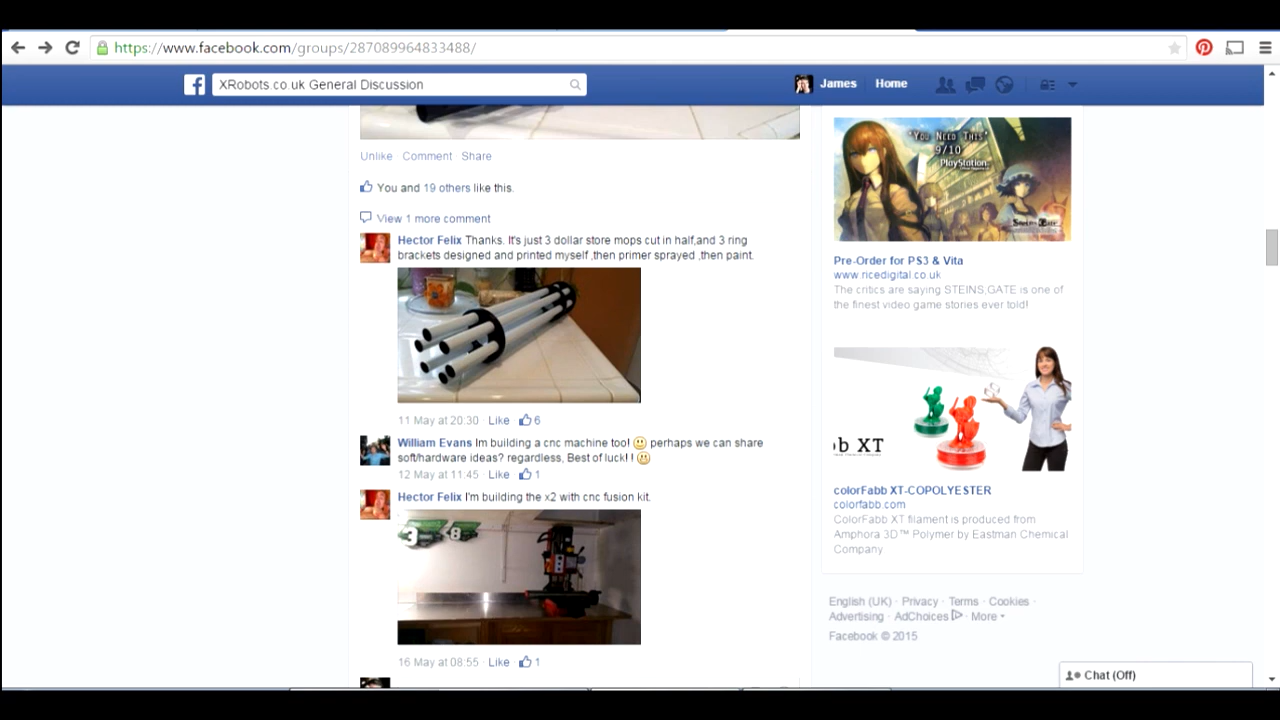 https://www.facebook.com/groups/287089964833488/
XRobots.co.uk General Discussion
James Home
Unlike Comment Share
You and 19 others like this.
View 1 more comment
Hector Felix Thanks. It's just 3 dollar store mops cut in half,and 3 ring
brackets designed and printed myself ,then primer sprayed ,then paint.
11 May at 20:30 · Like · 6
William Evans Im building a cnc machine too! perhaps we can share
soft/hardware ideas? regardless, Best of luck! !
12 May at 11:45 · Like · 1
Hector Felix I'm building the x2 with cnc fusion kit.
3 <8
16 May at 08:55 · Like · 1
"You Need This"
9/10
PlayStation
Steins;Gate
Pre-Order for PS3 & Vita
www.ricedigital.co.uk
The critics are saying STEINS,GATE is one of
the finest video game stories ever told!
bb XT
colorFabb XT-COPOLYESTER
colorfabb.com
ColorFabb XT filament is produced from
Amphora 3D™ Polymer by Eastman Chemical
Company
English (UK) · Privacy · Terms · Cookies ·
Advertising · AdChoices · More
Facebook © 2015
Chat (Off)